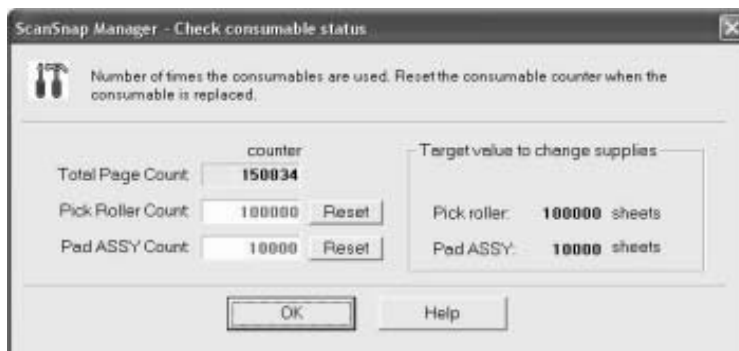 ScanSnap Manager - Check consumable status
Number of times the consumables are used. Reset the consumable counter when the
consumable is replaced.
counter
Total Page Count 150034
Pick Roller Count 100000 Reset
Pad ASSY Count 10000 Reset
Target value to change supplies
Pick roller: 100000 sheets
Pad ASSY: 10000 sheets
OK Help